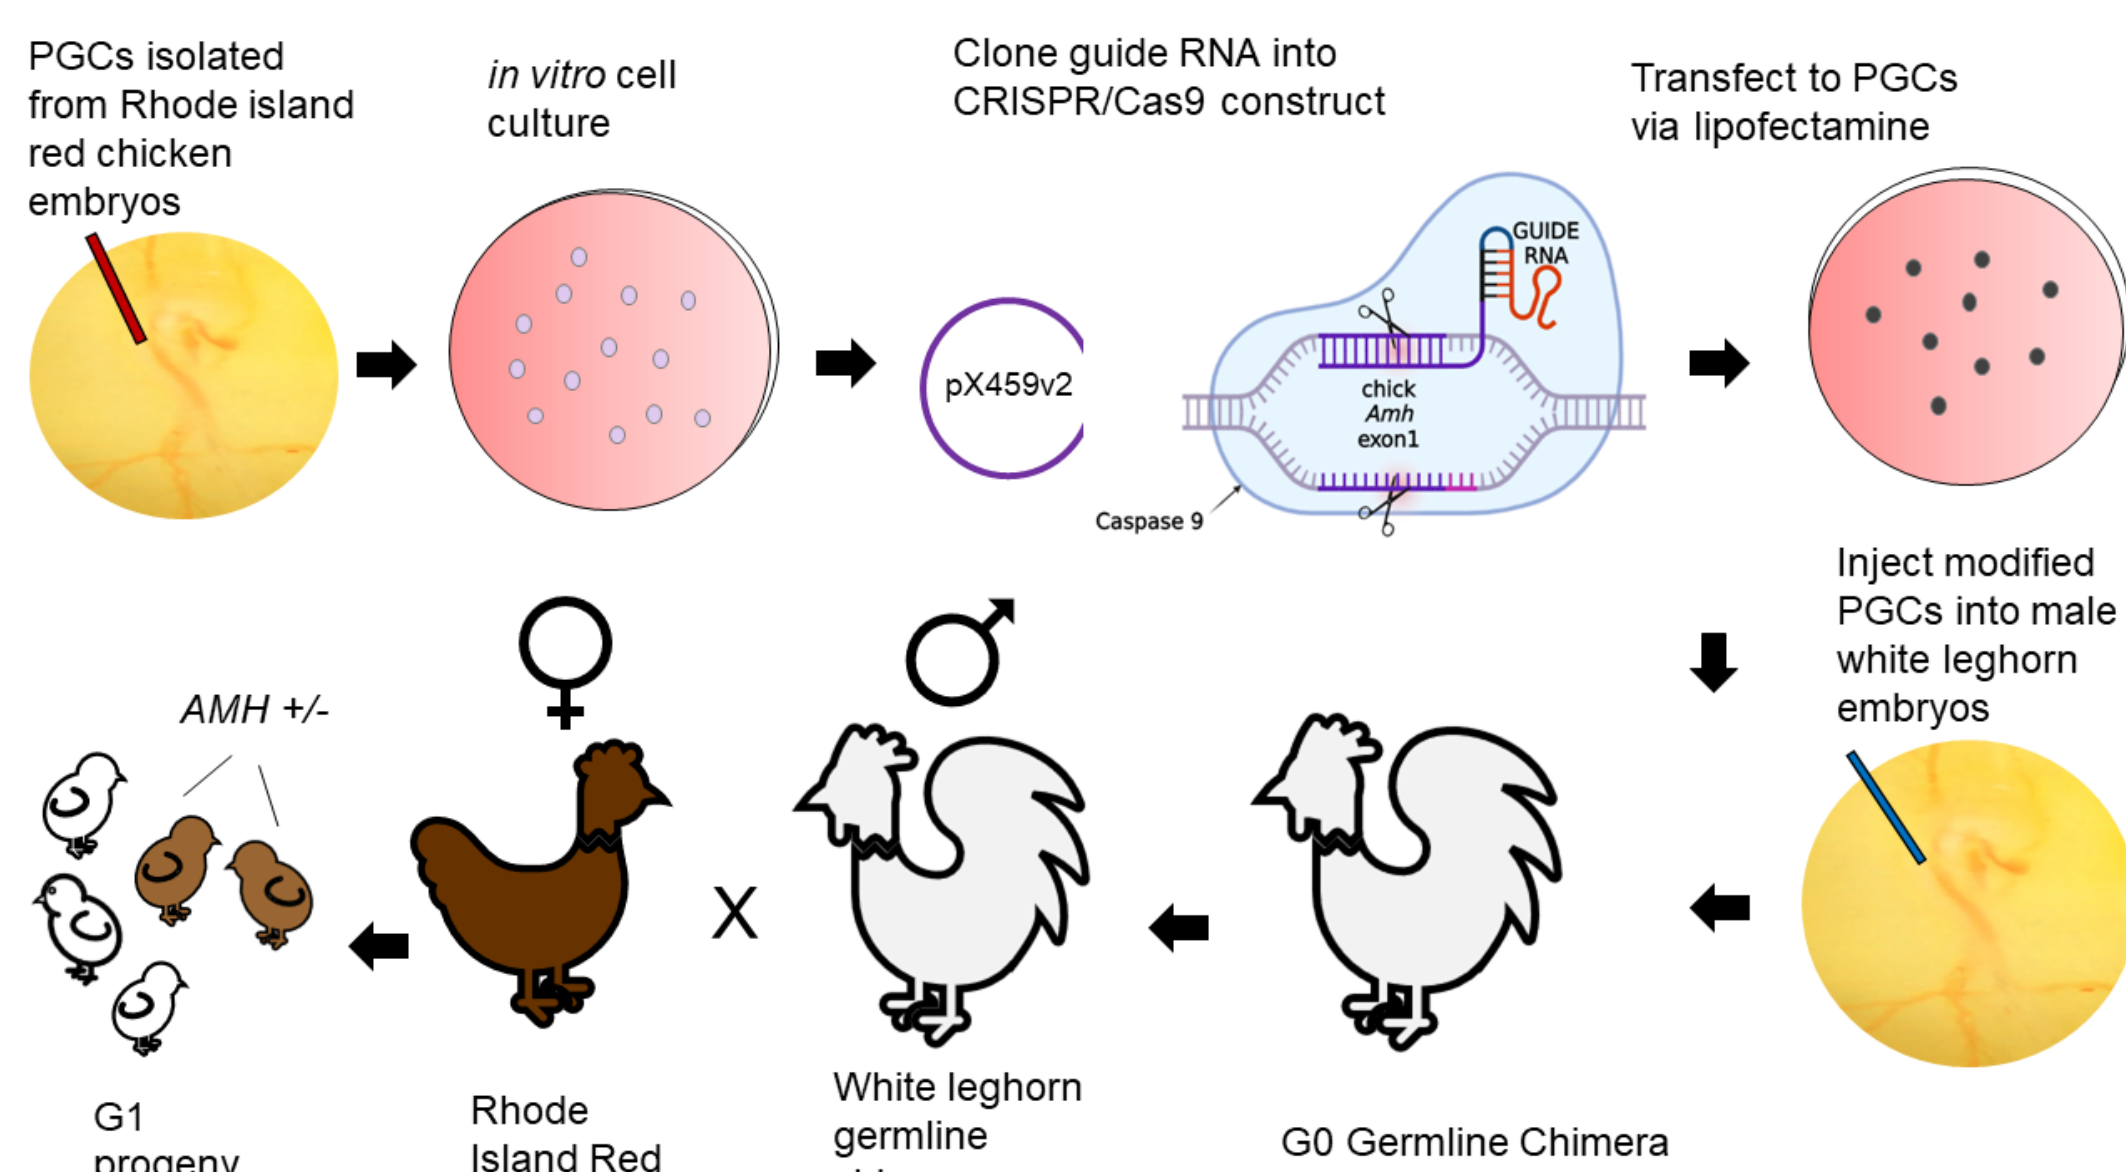 PGCs isolated
from Rhode island
red chicken
embryos
in vitro cell
culture
Clone guide RNA into
CRISPR/Cas9 construct
Transfect to PGCs
via lipofectamine
pX459v2
GUIDE
RNA
chick
Amh
exon1
Caspase 9
Inject modified
PGCs into male
white leghorn
embryos
AMH +/-
X
G1
progeny
Rhode
Island Red
White leghorn
germline
G0 Germline Chimera